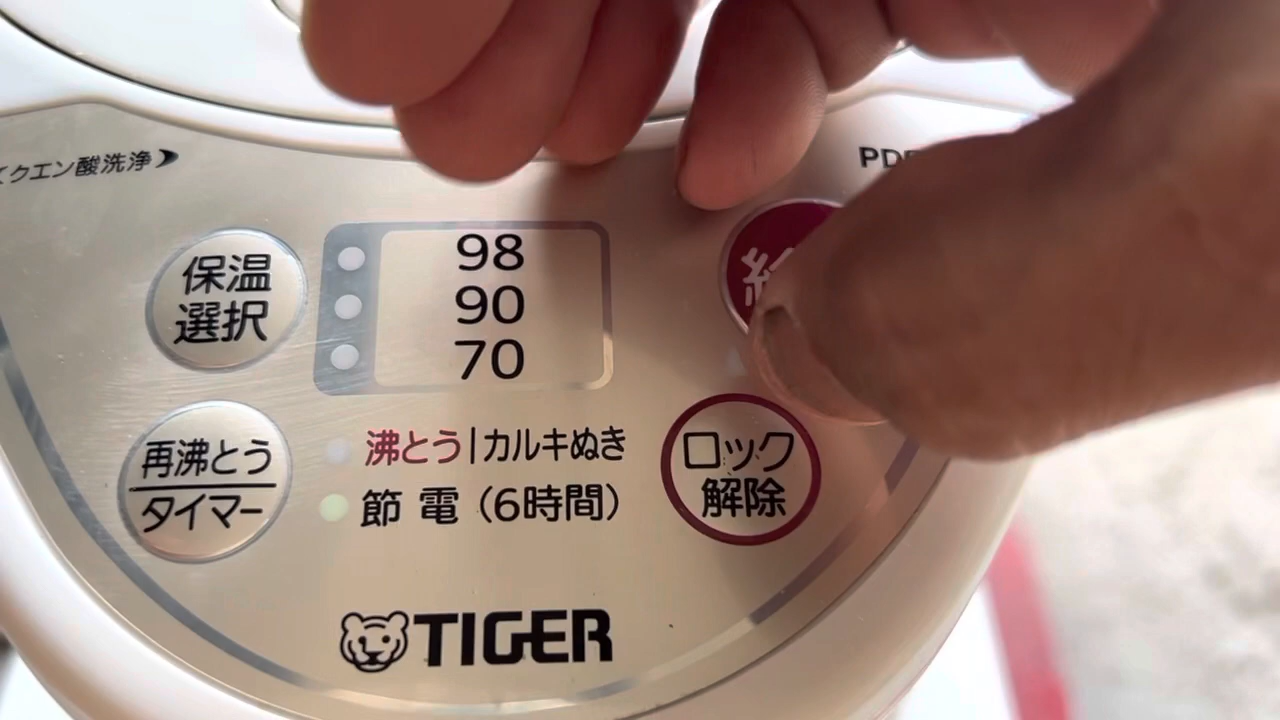 クエン酸洗浄
PD
保温
選択
98
90
70
再沸とう
タイマー
沸とう|カルキぬき
節電(6時間)
ロック
解除
TIGER